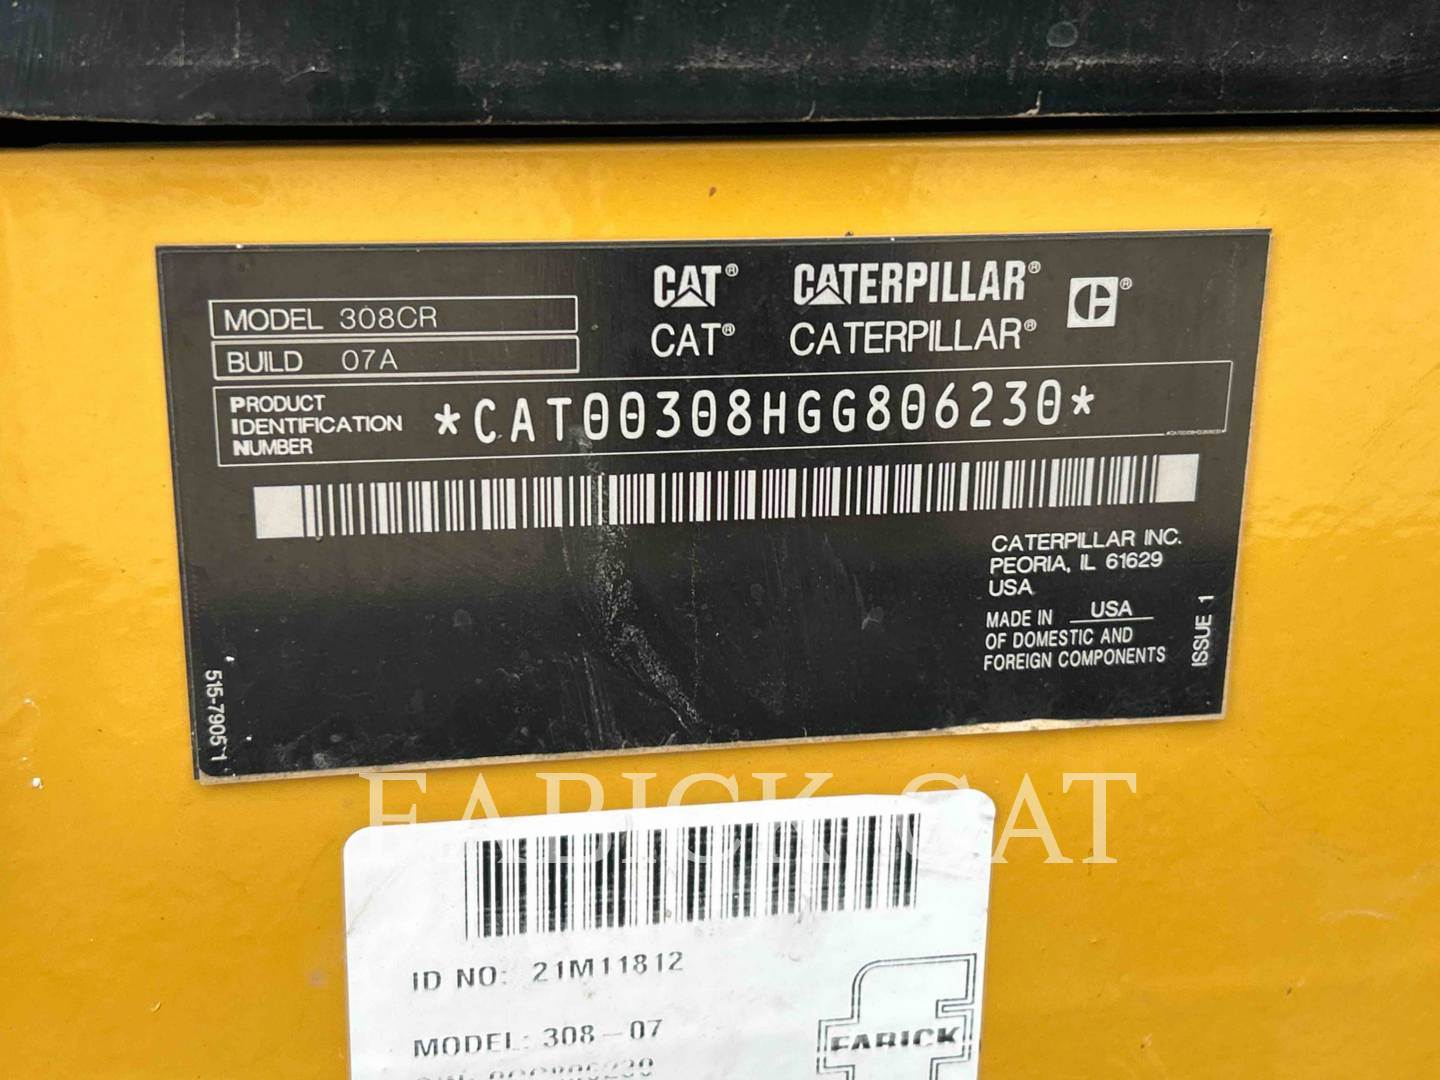 CAT® CATERPILLAR®
CAT® CATERPILLAR®
MODEL 308CR
BUILD 07A
PRODUCT
IDENTIFICATION
NUMBER
*CAT00308HGG806230*
CATERPILLAR INC.
PEORIA, IL 61629
USA
MADE IN USA
OF DOMESTIC AND
FOREIGN COMPONENTS
ISSUE 1
515-7905 1
FABICK CAT
ID NO: 21M11812
MODEL: 308-07
FABICK